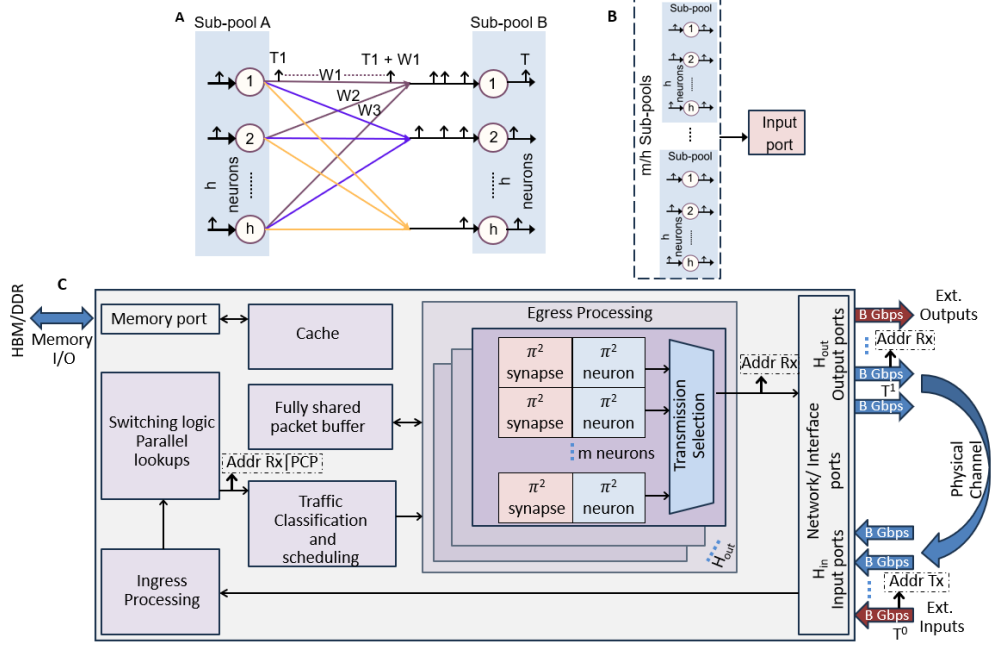 A
Sub-pool A
Sub-pool B
T1
T1 + W1
T
W1
W2
W3
1
2
h
h
neurons
1
2
h
h
neurons
B
m/h Sub-pools
Sub-pool
1
2
h
neurons
h
Sub-pool
1
2
h
neurons
h
Input
port
C
HBM/DDR
Memory
I/O
Memory port
Cache
Switching logic
Parallel
lookups
Fully shared
packet buffer
Addr Rx PCP
Traffic
Classification
and
scheduling
Ingress
Processing
Egress Processing
π² synapse
π² neuron
π² synapse
π² neuron
m neurons
π² synapse
π² neuron
Transmission
Selection
Hout
Addr Rx
Network/ Interface
ports
Hout
Output ports
Hin
Input ports
B Gbps
Ext.
Outputs
Addr Rx
B Gbps
T¹
B Gbps
Physical
Channel
B Gbps
B Gbps
Addr Tx
B Gbps
T⁰
Ext.
Inputs